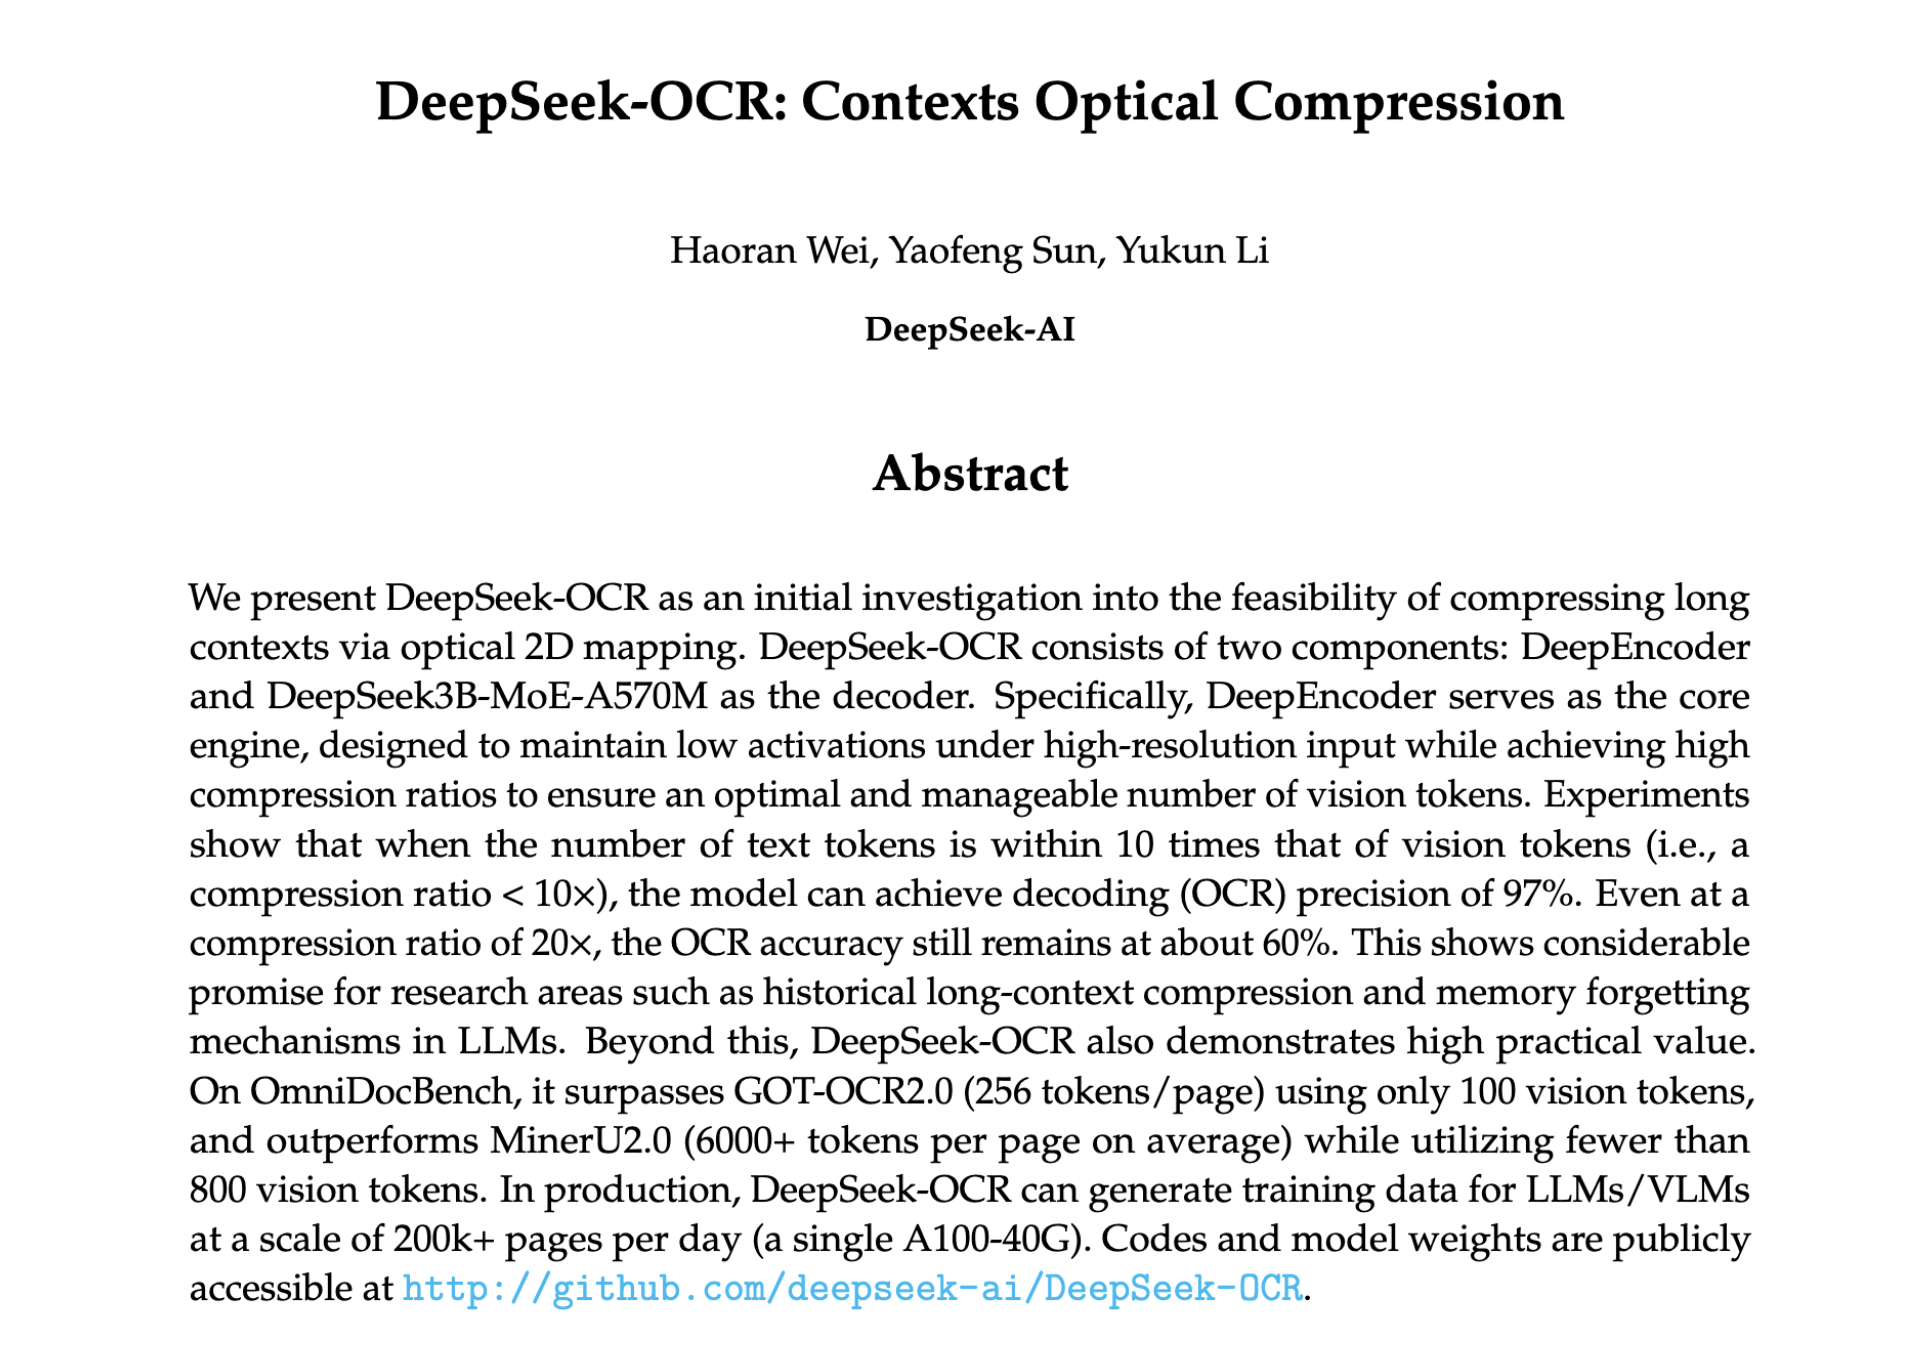 DeepSeek-OCR: Contexts Optical Compression
Haoran Wei, Yaofeng Sun, Yukun Li
DeepSeek-AI
Abstract
We present DeepSeek-OCR as an initial investigation into the feasibility of compressing long
contexts via optical 2D mapping. DeepSeek-OCR consists of two components: DeepEncoder
and DeepSeek3B-MoE-A570M as the decoder. Specifically, DeepEncoder serves as the core
engine, designed to maintain low activations under high-resolution input while achieving high
compression ratios to ensure an optimal and manageable number of vision tokens. Experiments
show that when the number of text tokens is within 10 times that of vision tokens (i.e., a
compression ratio < 10×), the model can achieve decoding (OCR) precision of 97%. Even at a
compression ratio of 20×, the OCR accuracy still remains at about 60%. This shows considerable
promise for research areas such as historical long-context compression and memory forgetting
mechanisms in LLMs. Beyond this, DeepSeek-OCR also demonstrates high practical value.
On OmniDocBench, it surpasses GOT-OCR2.0 (256 tokens/page) using only 100 vision tokens,
and outperforms MinerU2.0 (6000+ tokens per page on average) while utilizing fewer than
800 vision tokens. In production, DeepSeek-OCR can generate training data for LLMs/VLMs
at a scale of 200k+ pages per day (a single A100-40G). Codes and model weights are publicly
accessible at http://github.com/deepseek-ai/DeepSeek-OCR.